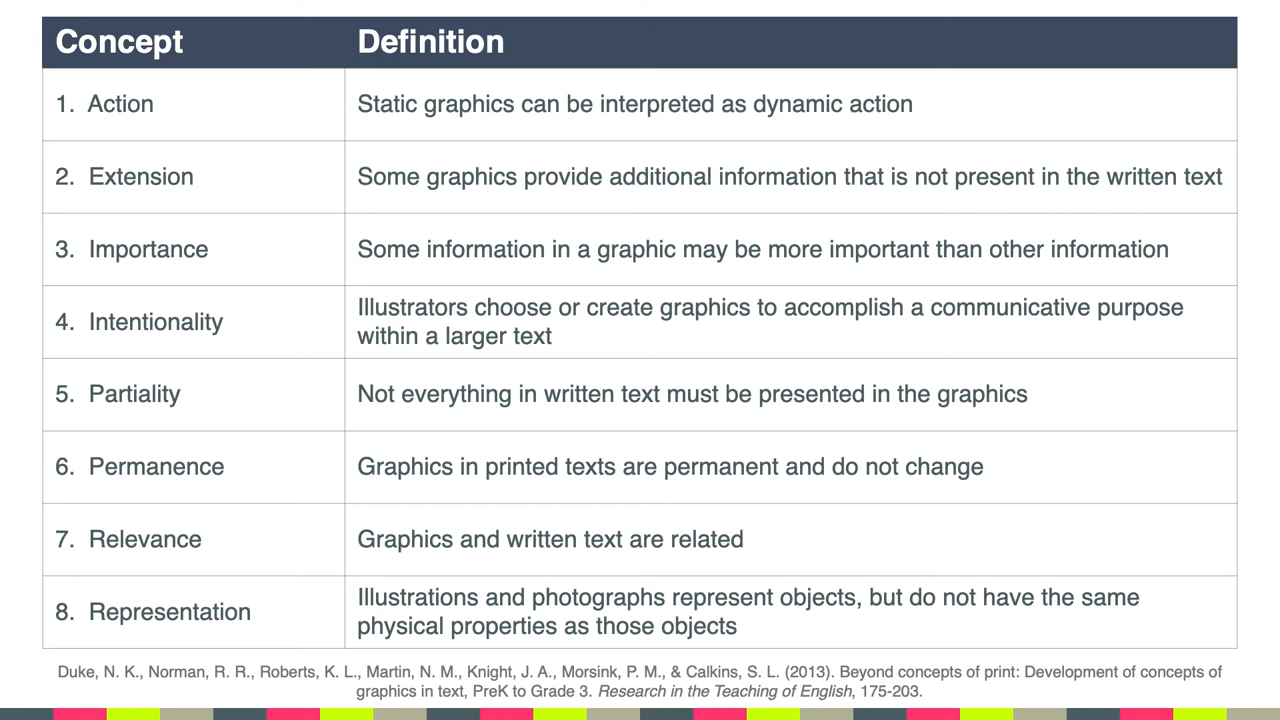 Concept Definition
1. Action Static graphics can be interpreted as dynamic action
2. Extension Some graphics provide additional information that is not present in the written text
3. Importance Some information in a graphic may be more important than other information
4. Intentionality Illustrators choose or create graphics to accomplish a communicative purpose
within a larger text
5. Partiality Not everything in written text must be presented in the graphics
6. Permanence Graphics in printed texts are permanent and do not change
7. Relevance Graphics and written text are related
8. Representation Illustrations and photographs represent objects, but do not have the same
physical properties as those objects
Duke, N. K., Norman, R. R., Roberts, K. L., Martin, N. M., Knight, J. A., Morsink, P. M., & Calkins, S. L. (2013). Beyond concepts of print: Development of concepts of
graphics in text, PreK to Grade 3. Research in the Teaching of English, 175-203.